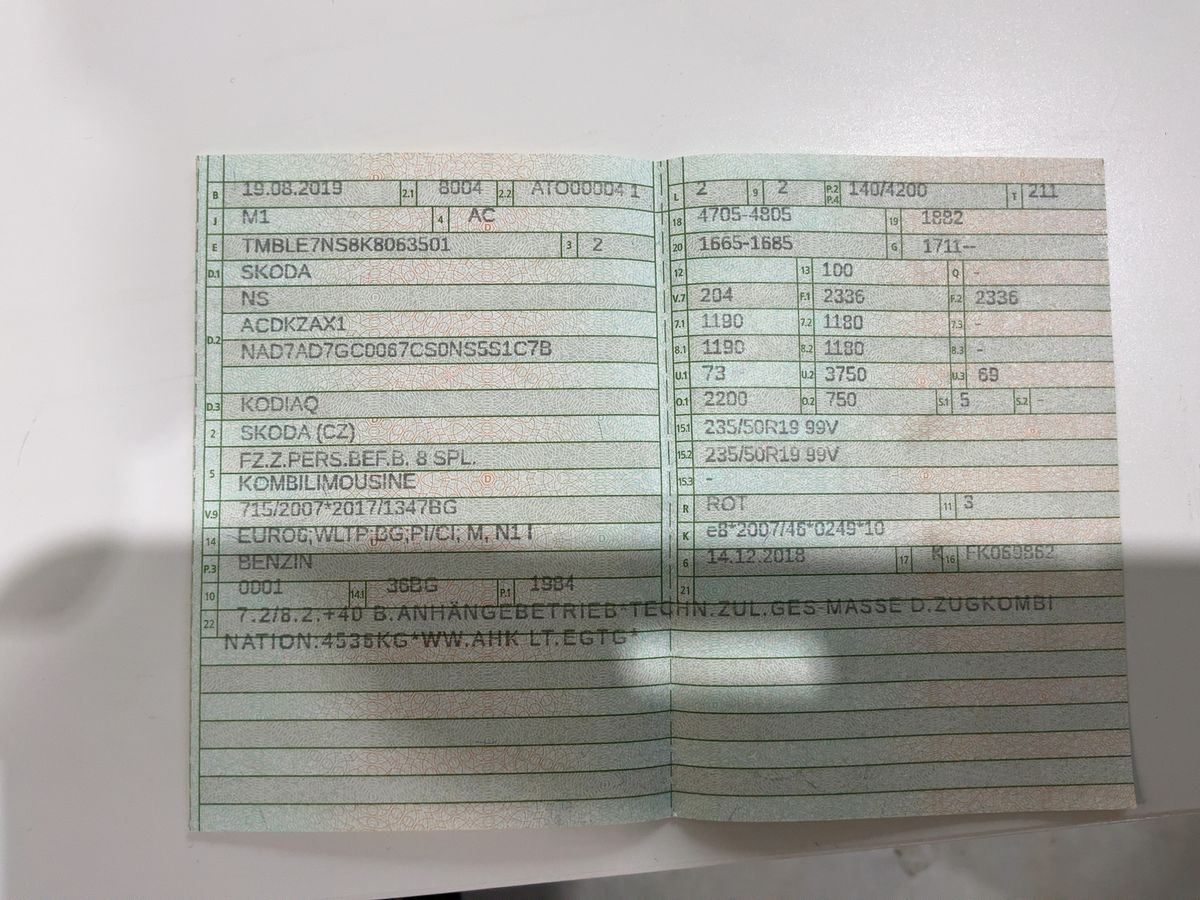 B 19.08.2019 2.1 8004 2.2 ATO00004 1
J M1 4 AC
E TMBLE7NS8K8063501 3 2
D.1 SKODA
NS
D.2 ACDKZAX1
NAD7AD7GC0067CS0NS5S1C7B
D.3 KODIAQ
2 SKODA (CZ)
5 FZ.Z.PERS.BEF.B. 8 SPL.
KOMBILIMOUSINE
V.9 715/2007*2017/1347BG
14 EURO6;WLTP;BG;PI/CI; M, N1 I
P.3 BENZIN
10 0001 14.1 36BG P.1 1984
L 2 9 2 P.2 P.4 140/4200 T 211
18 4705-4805 19 1882
20 1665-1685 G 1711--
12 13 100 Q -
V.7 204 F.1 2336 F.2 2336
7.1 1190 7.2 1180 7.3 -
8.1 1190 8.2 1180 8.3 -
U.1 73 U.2 3750 U.3 69
O.1 2200 O.2 750 S.1 5 S.2 -
15.1 235/50R19 99V
15.2 235/50R19 99V
15.3 -
R ROT 11 3
K e8*2007/46*0249*10
6 14.12.2018 17 K 16 FK069862
21
22 7.2/8.2.+40 B.ANHÄNGEBETRIEB*TECHN.ZUL.GES-MASSE D.ZUGKOMBI
NATION:4536KG*WW.AHK LT.EGTG*